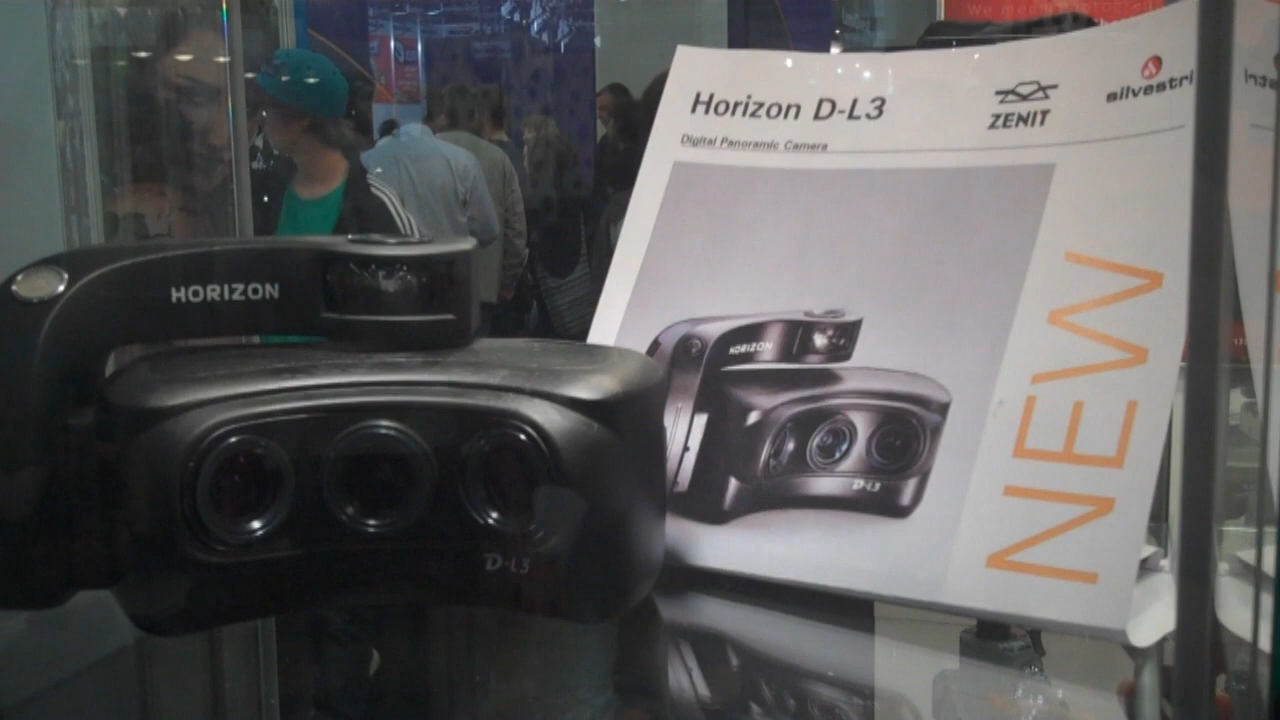 Horizon D-L3
Digital Panoramic Camera
ZENIT
silvestri
NEW
HORIZON
D-L3
HORIZON
D-L3